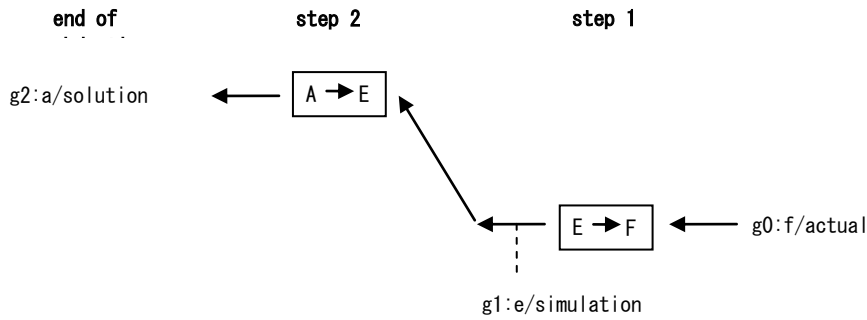 end of step 2 step 1
g2:a/solution A → E
E → F g0:f/actual
g1:e/simulation